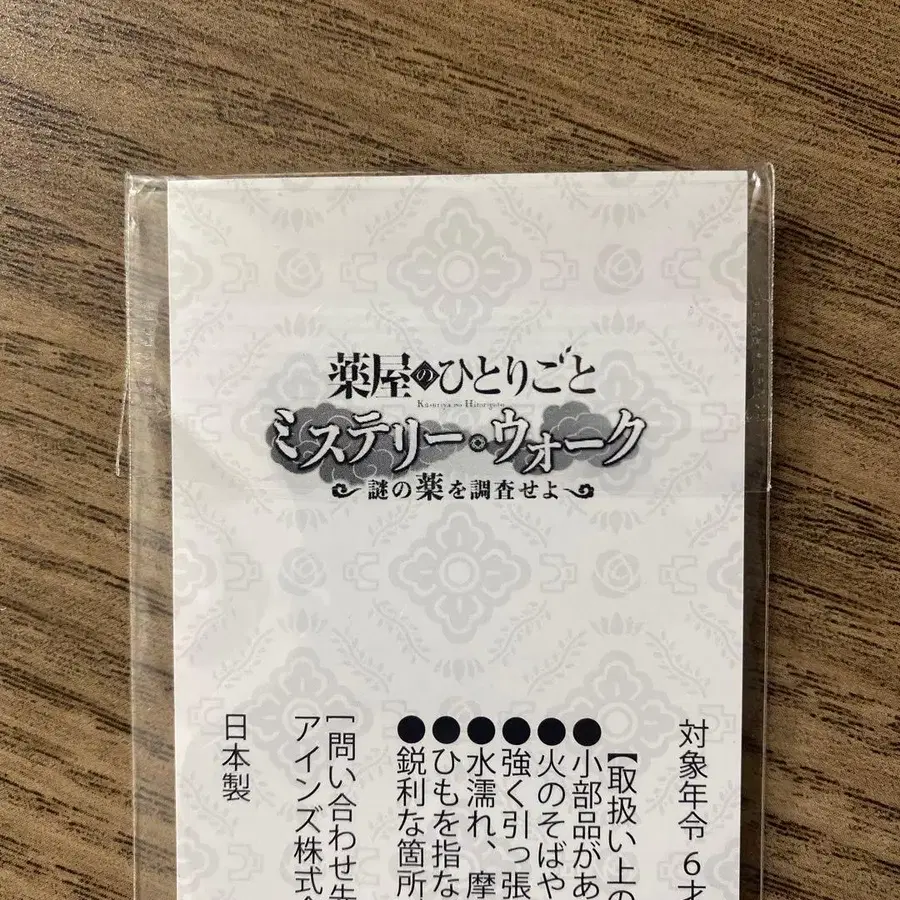 薬屋のひとりごと
Kusuriya no Hitorigoto
ミステリー・ウォーク
謎の薬を調査せよ
対象年令 6才
【取扱い上の
●小部品があ
●火のそばや
●強く引っ張
●水濡れ、摩
●ひもを指な
●鋭利な箇所
[問い合わせ先
アインズ株式会
日本製